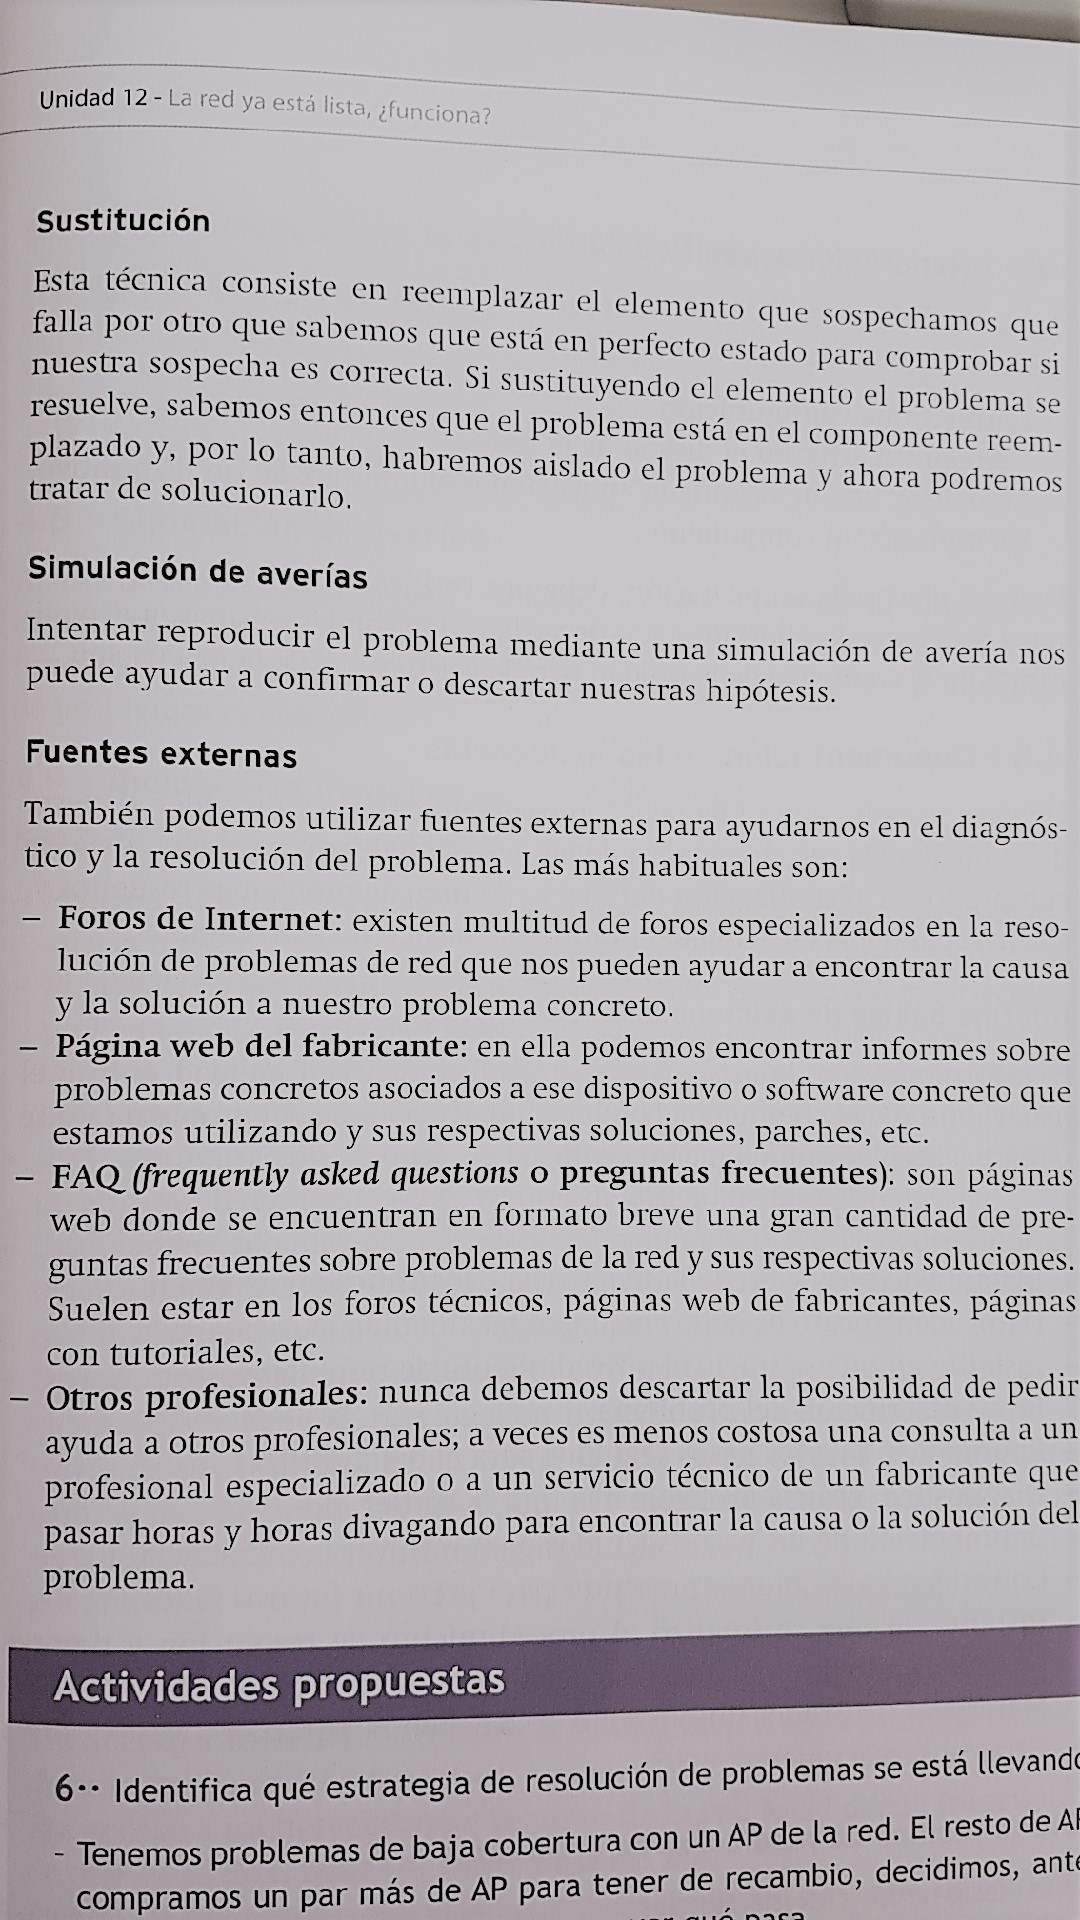 Unidad 12 - La red ya está lista, ¿funciona?
Sustitución
Esta técnica consiste en reemplazar el elemento que sospechamos que
falla por otro que sabemos que está en perfecto estado para comprobar si
nuestra sospecha es correcta. Si sustituyendo el elemento el problema se
resuelve, sabemos entonces que el problema está en el componente reem-
plazado y, por lo tanto, habremos aislado el problema y ahora podremos
tratar de solucionarlo.
Simulación de averías
Intentar reproducir el problema mediante una simulación de avería nos
puede ayudar a confirmar o descartar nuestras hipótesis.
Fuentes externas
También podemos utilizar fuentes externas para ayudarnos en el diagnós-
tico y la resolución del problema. Las más habituales son:
– Foros de Internet: existen multitud de foros especializados en la reso-
lución de problemas de red que nos pueden ayudar a encontrar la causa
y la solución a nuestro problema concreto.
– Página web del fabricante: en ella podemos encontrar informes sobre
problemas concretos asociados a ese dispositivo o software concreto que
estamos utilizando y sus respectivas soluciones, parches, etc.
– FAQ (frequently asked questions o preguntas frecuentes): son páginas
web donde se encuentran en formato breve una gran cantidad de pre-
guntas frecuentes sobre problemas de la red y sus respectivas soluciones.
Suelen estar en los foros técnicos, páginas web de fabricantes, páginas
con tutoriales, etc.
– Otros profesionales: nunca debemos descartar la posibilidad de pedir
ayuda a otros profesionales; a veces es menos costosa una consulta a un
profesional especializado o a un servicio técnico de un fabricante que
pasar horas y horas divagando para encontrar la causa o la solución del
problema.
Actividades propuestas
6·· Identifica qué estrategia de resolución de problemas se está llevando
- Tenemos problemas de baja cobertura con un AP de la red. El resto de
compramos un par más de AP para tener de recambio, decidimos,
qué pasa